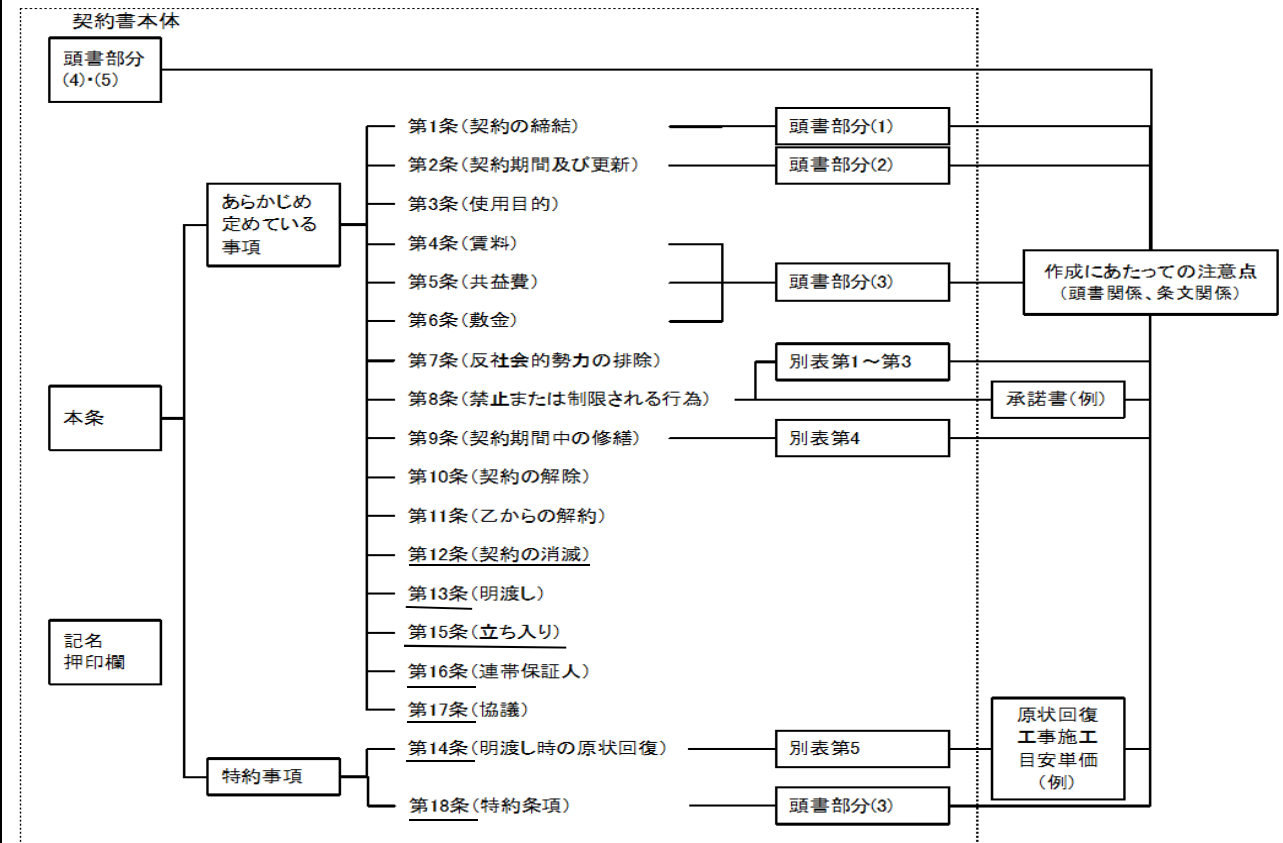 契約書本体
頭書部分
(4)・(5)
第1条(契約の締結)
頭書部分(1)
第2条(契約期間及び更新)
頭書部分(2)
あらかじめ
定めている
事項
第3条(使用目的)
第4条(賃料)
第5条(共益費)
頭書部分(3)
第6条(敷金)
作成にあたっての注意点
(頭書関係、条文関係)
第7条(反社会的勢力の排除)
別表第1～第3
第8条(禁止または制限される行為)
承諾書(例)
本条
第9条(契約期間中の修繕)
別表第4
第10条(契約の解除)
第11条(乙からの解約)
第12条(契約の消滅)
第13条(明渡し)
第15条(立ち入り)
記名
押印欄
第16条(連帯保証人)
第17条(協議)
特約事項
第14条(明渡し時の原状回復)
別表第5
原状回復
工事施工
目安単価
(例)
第18条(特約条項)
頭書部分(3)